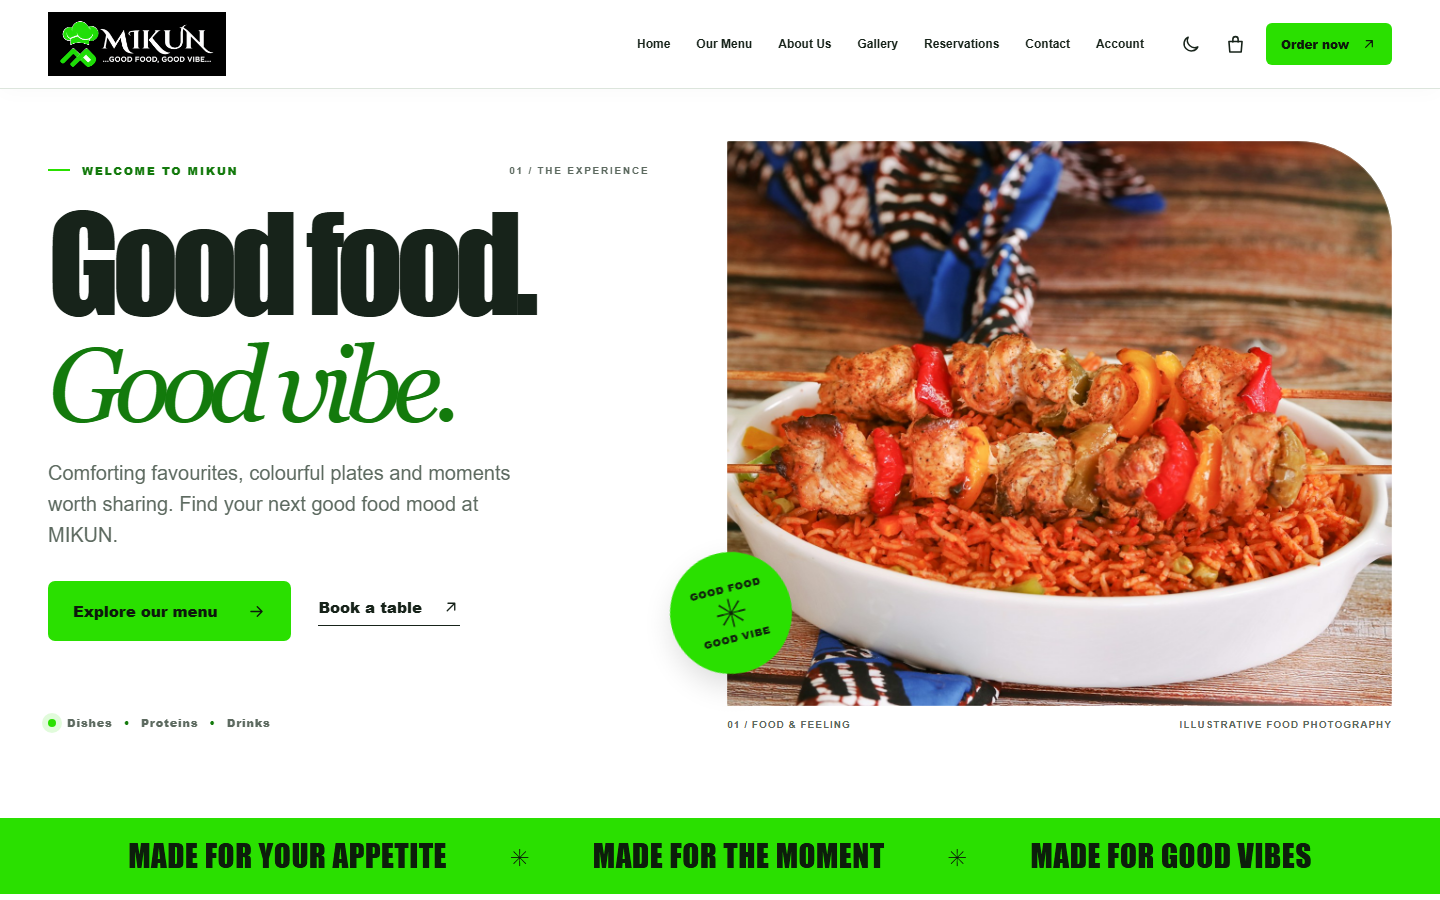 MIKUN
...GOOD FOOD, GOOD VIBE...
Home Our Menu About Us Gallery Reservations Contact Account Order now
WELCOME TO MIKUN
01 / THE EXPERIENCE
Good food.
Good vibe.
Comforting favourites, colourful plates and moments
worth sharing. Find your next good food mood at
MIKUN.
Explore our menu
Book a table
Dishes • Proteins • Drinks
GOOD FOOD
GOOD VIBE
01 / FOOD & FEELING
ILLUSTRATIVE FOOD PHOTOGRAPHY
MADE FOR YOUR APPETITE MADE FOR THE MOMENT MADE FOR GOOD VIBES